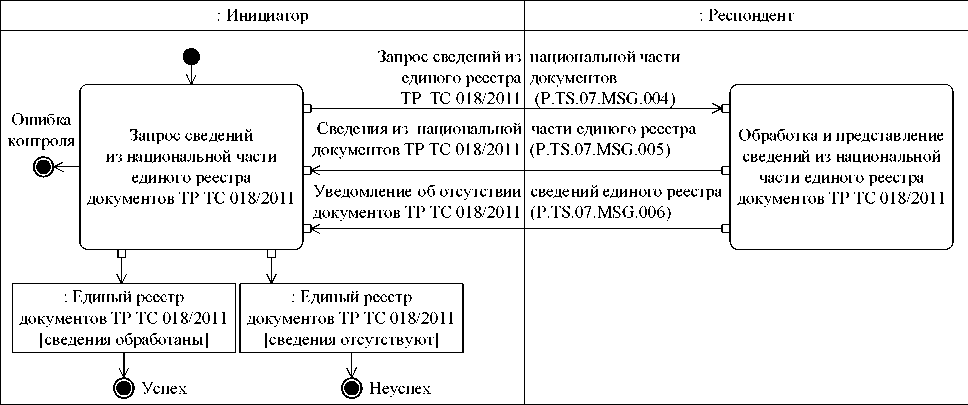 : Инициатор
: Респондент
Запрос сведений из национальной части
единого реестра документов
ТР ТС 018/2011 (P.TS.07.MSG.004)
Ошибка
контроля
Запрос сведений
из национальной части
единого реестра
документов ТР ТС 018/2011
Сведения из национальной части единого реестра
документов ТР ТС 018/2011 (P.TS.07.MSG.005)
Уведомление об отсутствии сведений единого реестра
документов ТР ТС 018/2011 (P.TS.07.MSG.006)
Обработка и представление
сведений из национальной
части единого реестра
документов ТР ТС 018/2011
: Единый реестр
документов ТР ТС 018/2011
[сведения обработаны]
: Единый реестр
документов ТР ТС 018/2011
[сведения отсутствуют]
Успех
Неуспех